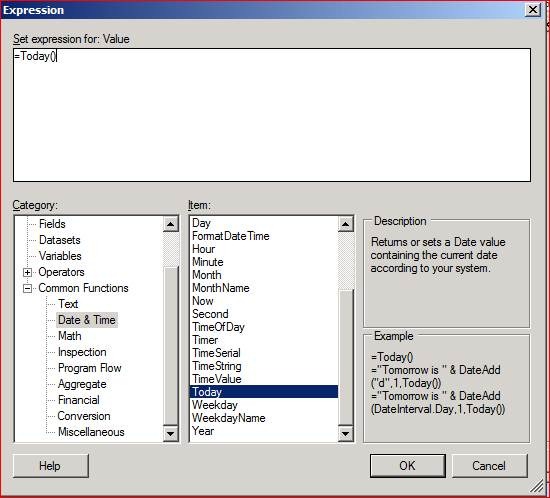 Expression
Set expression for: Value
=Today()
Category:
Fields
Datasets
Variables
Operators
Common Functions
Text
Date & Time
Math
Inspection
Program Flow
Aggregate
Financial
Conversion
Miscellaneous
Item:
Day
FormatDateTime
Hour
Minute
Month
MonthName
Now
Second
TimeOfDay
Timer
TimeSerial
TimeString
TimeValue
Today
Weekday
WeekdayName
Year
Description
Returns or sets a Date value
containing the current date
according to your system.
Example
=Today()
="Tomorrow is " & DateAdd
("d",1,Today())
="Tomorrow is " & DateAdd
(DateInterval.Day,1,Today())
Help
OK
Cancel